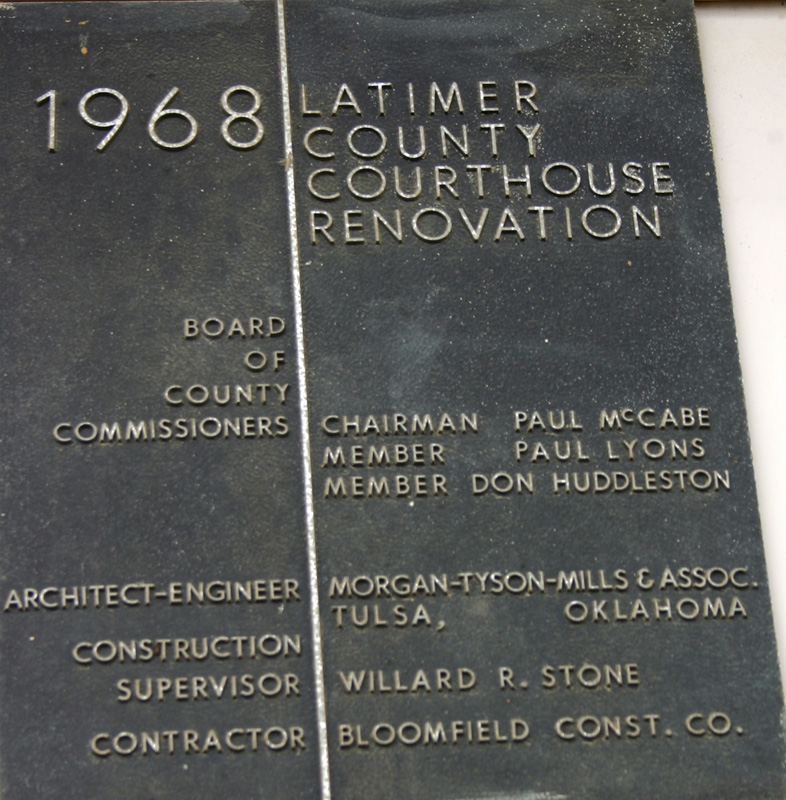 1968 LATIMER
COUNTY
COURTHOUSE
RENOVATION
BOARD
OF
COUNTY
COMMISSIONERS CHAIRMAN PAUL McCABE
MEMBER PAUL LYONS
MEMBER DON HUDDLESTON
ARCHITECT-ENGINEER MORGAN-TYSON-MILLS & ASSOC.
TULSA, OKLAHOMA
CONSTRUCTION
SUPERVISOR WILLARD R. STONE
CONTRACTOR BLOOMFIELD CONST. CO.